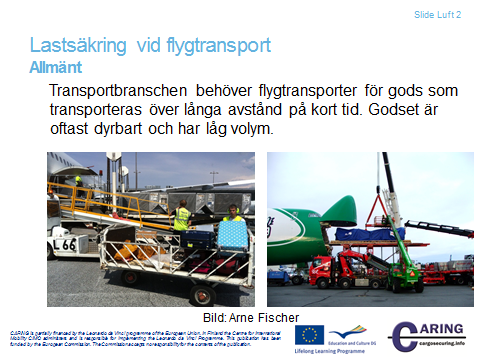 Slide Luft 2
Lastsäkring vid flygtransport
Allmänt
Transportbranschen behöver flygtransporter för gods som
transporteras över långa avstånd på kort tid. Godset är
oftast dyrbart och har låg volym.
L 66
Bild: Arne Fischer
CARING is partially financed by the Leonardo da Vinci programme of the European Union. In Finland the Centre for International
Mobility CIMO administers and is responsible for implementing the Leonardo da Vinci Programme. This publication has been
funded by the European Commission. The Commission accepts no responsibility for the contents of the publication.
Education and Culture DG
Lifelong Learning Programme
CARING
cargosecuring.info